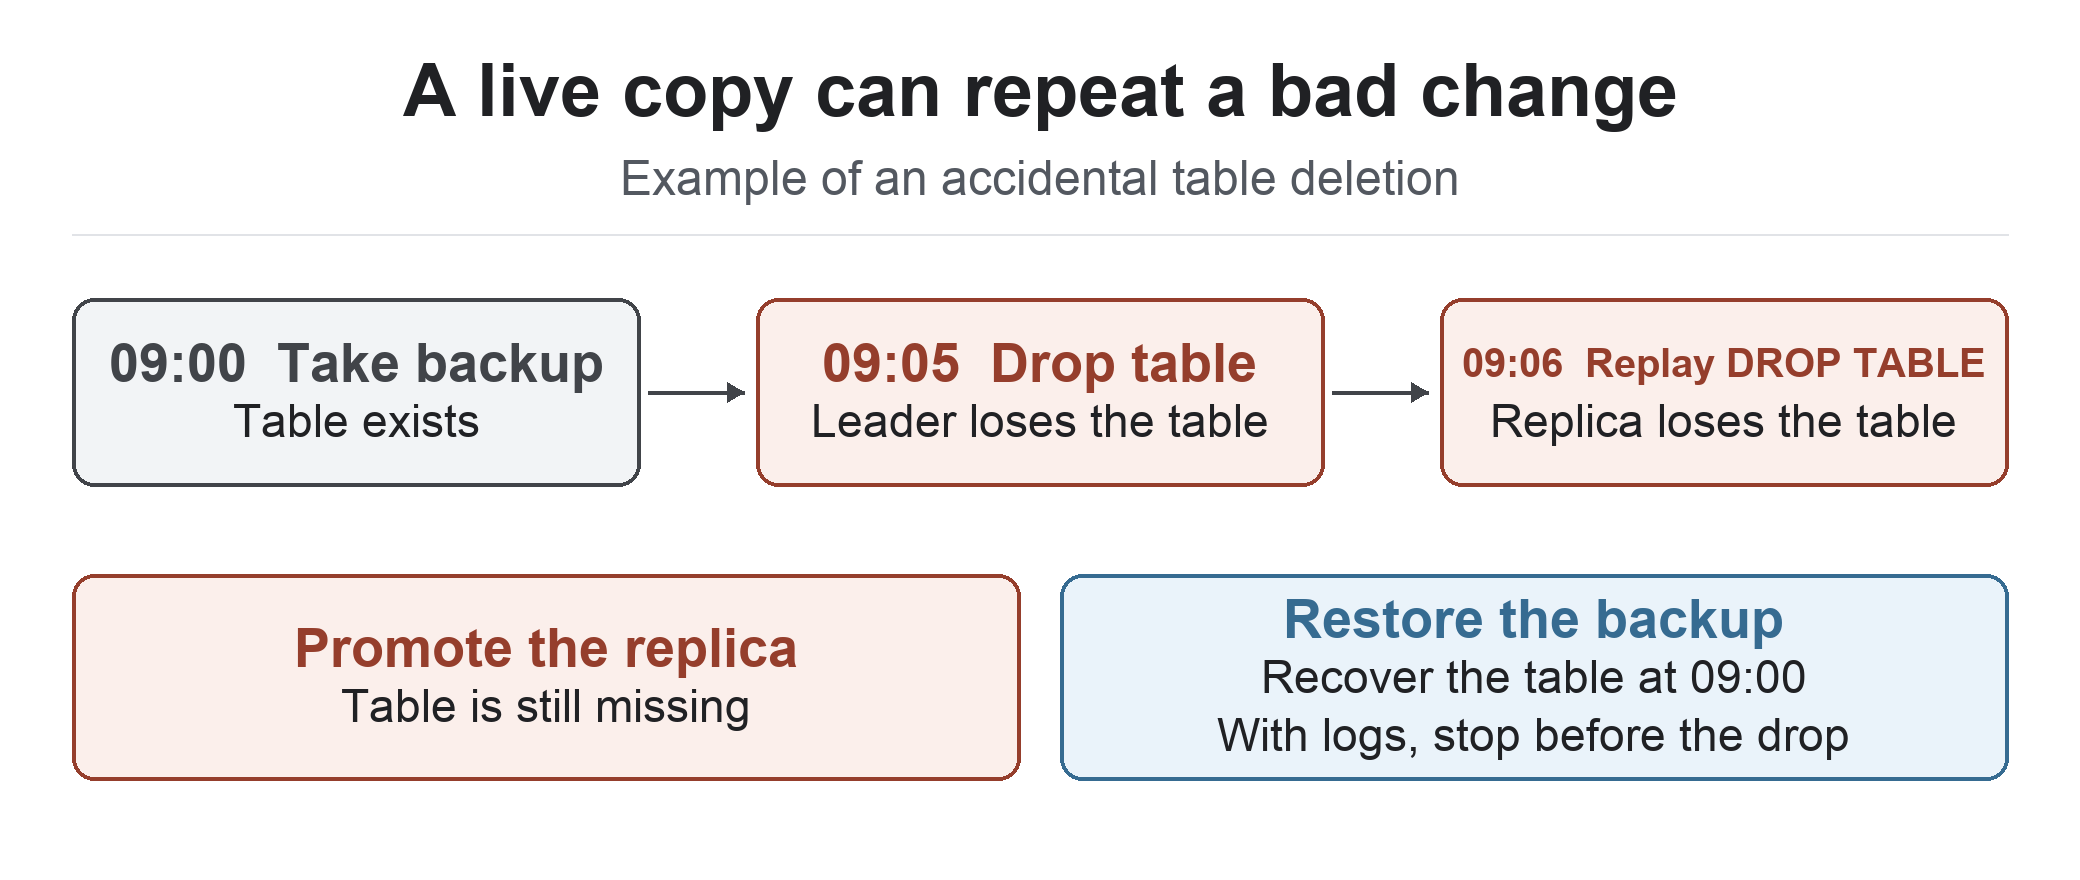 A live copy can repeat a bad change
Example of an accidental table deletion
09:00  Take backup
Table exists
09:05  Drop table
Leader loses the table
09:06  Replay DROP TABLE
Replica loses the table
Promote the replica
Table is still missing
Restore the backup
Recover the table at 09:00
With logs, stop before the drop